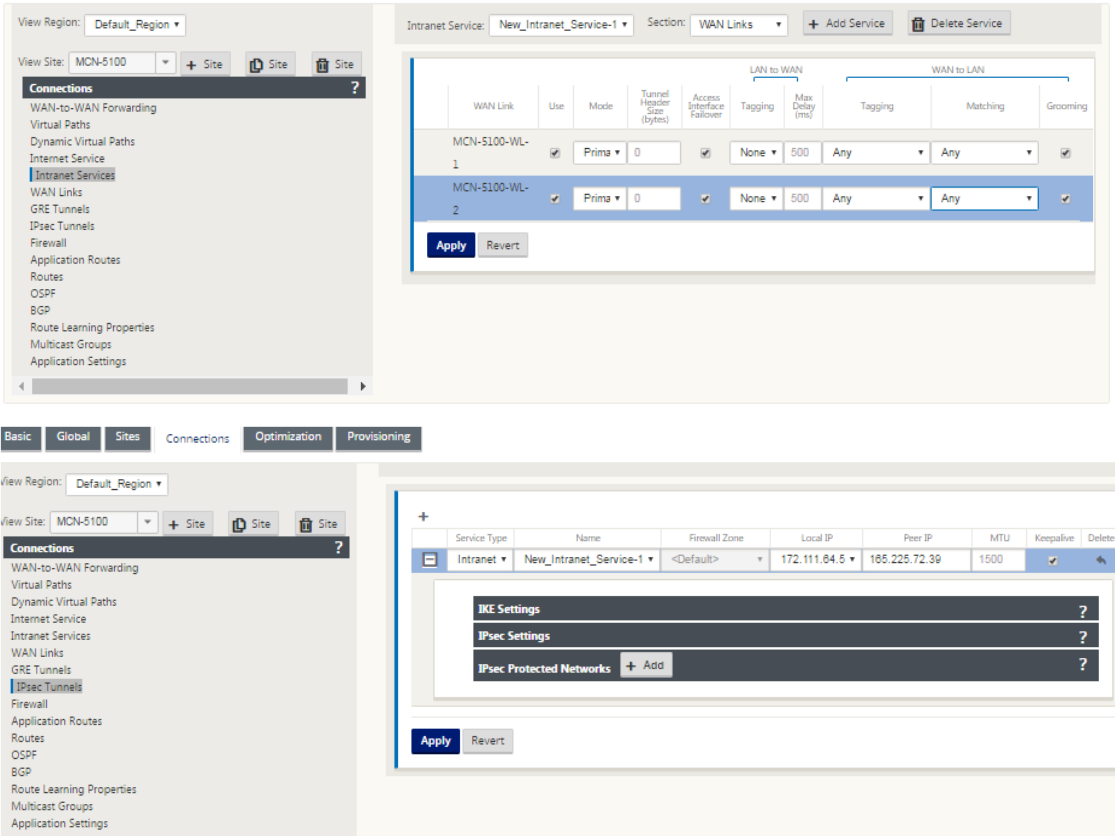 View Region: Default_Region
View Site: MCN-5100 + Site Site Site
Connections ?
WAN-to-WAN Forwarding
Virtual Paths
Dynamic Virtual Paths
Internet Service
Intranet Services
WAN Links
GRE Tunnels
IPsec Tunnels
Firewall
Application Routes
Routes
OSPF
BGP
Route Learning Properties
Multicast Groups
Application Settings
Intranet Service: New_Intranet_Service-1 Section: WAN Links + Add Service Delete Service
LAN to WAN WAN to LAN
WAN Link Use Mode Tunnel Header Size (bytes) Access Interface Failover Tagging Max Delay (ms) Tagging Matching Grooming
MCN-5100-WL-1 Prima 0 None 500 Any Any
MCN-5100-WL-2 Prima 0 None 500 Any Any
Apply Revert
Basic Global Sites Connections Optimization Provisioning
View Region: Default_Region
View Site: MCN-5100 + Site Site Site
Connections ?
WAN-to-WAN Forwarding
Virtual Paths
Dynamic Virtual Paths
Internet Service
Intranet Services
WAN Links
GRE Tunnels
IPsec Tunnels
Firewall
Application Routes
Routes
OSPF
BGP
Route Learning Properties
Multicast Groups
Application Settings
+
Service Type Name Firewall Zone Local IP Peer IP MTU Keepalive Delete
Intranet New_Intranet_Service-1 <Default> 172.111.64.5 165.225.72.39 1500
IKE Settings ?
IPsec Settings ?
IPsec Protected Networks + Add ?
Apply Revert